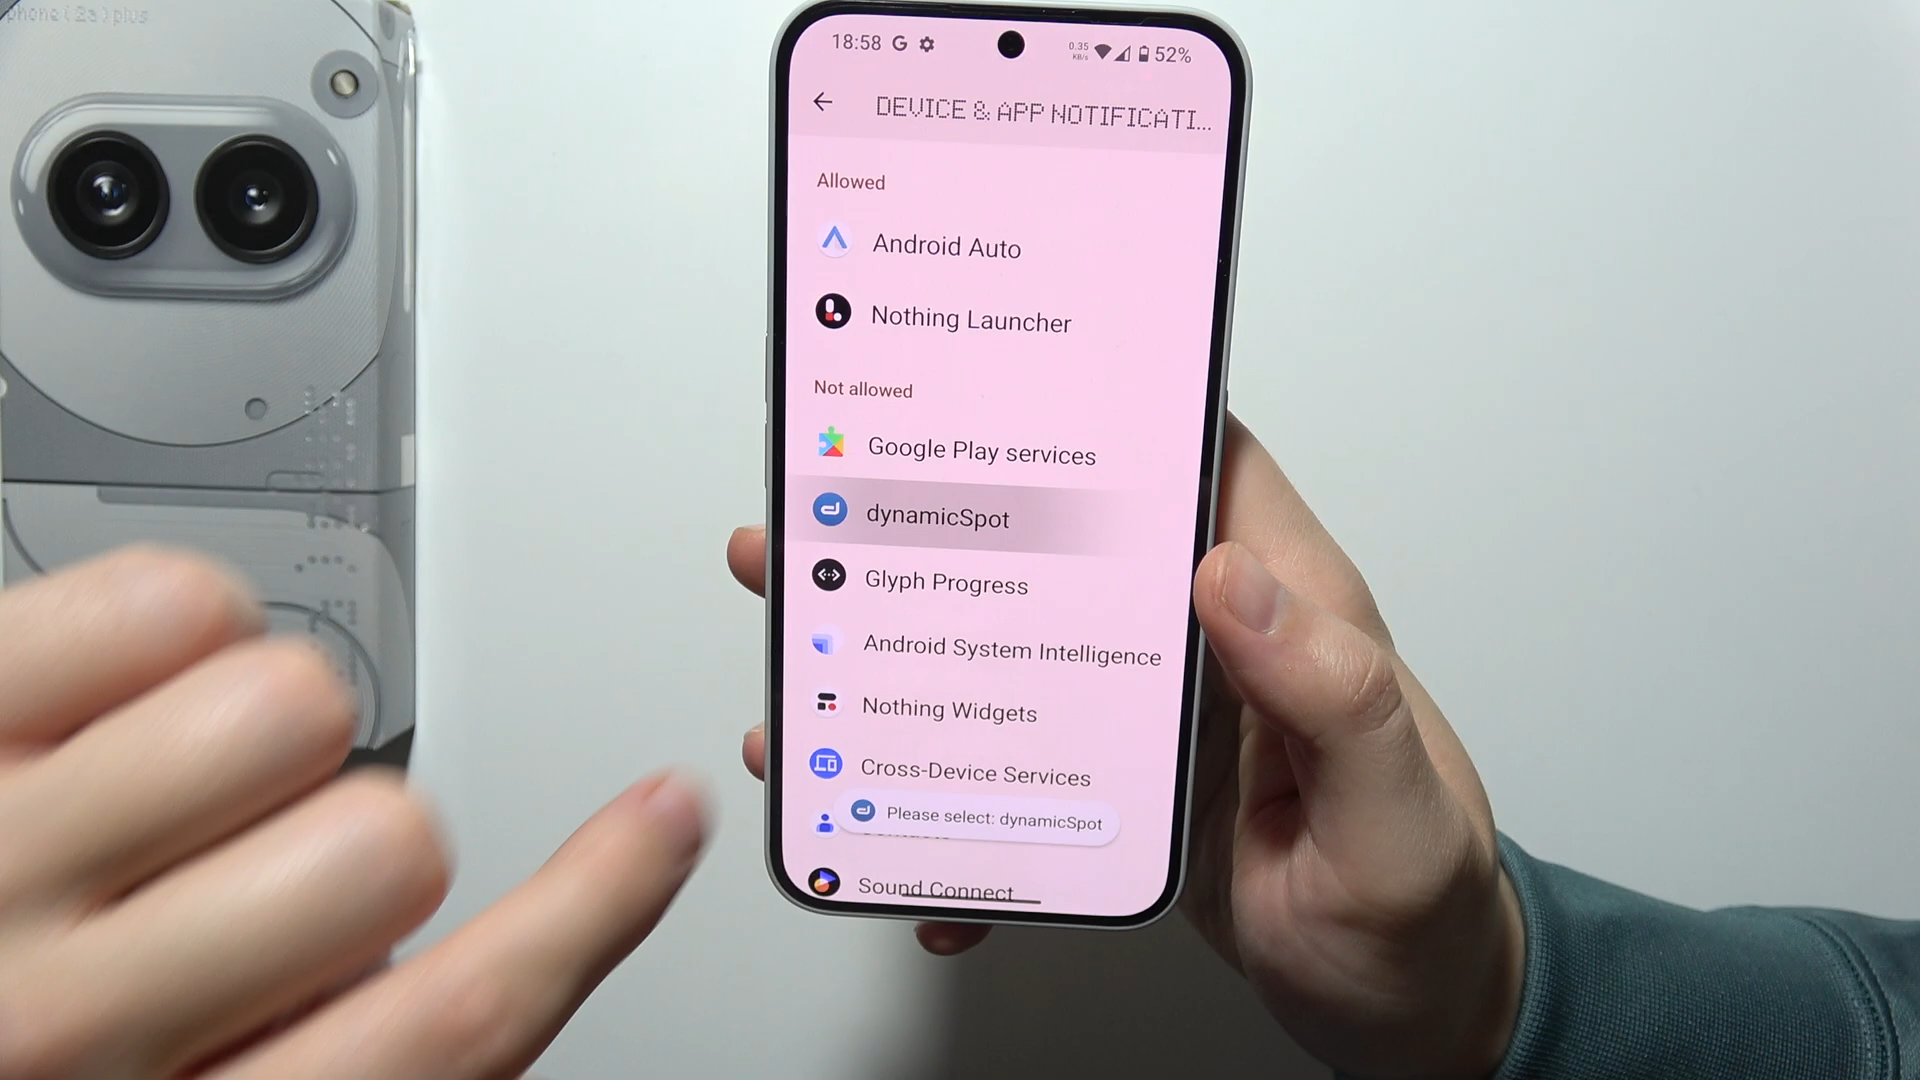 phone (2a) plus
18:58
0.35
KB/s
52%
DEVICE & APP NOTIFICATI...
Allowed
Android Auto
Nothing Launcher
Not allowed
Google Play services
dynamicSpot
Glyph Progress
Android System Intelligence
Nothing Widgets
Cross-Device Services
Please select: dynamicSpot
Sound Connect